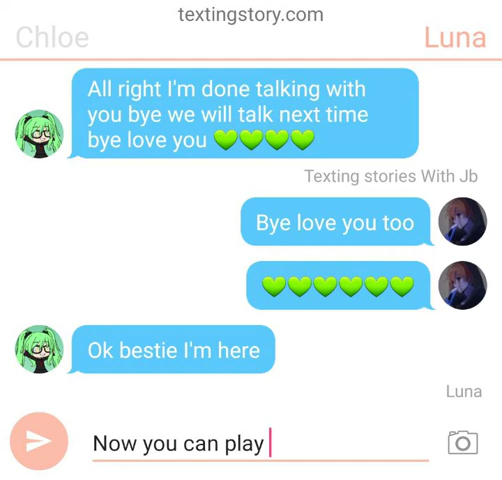 textingstory.com
Chloe
Luna
All right I'm done talking with
you bye we will talk next time
bye love you 💚💚💚💚
Texting stories With Jb
Bye love you too
💚💚💚💚💚💚
Ok bestie I'm here
Luna
Now you can play